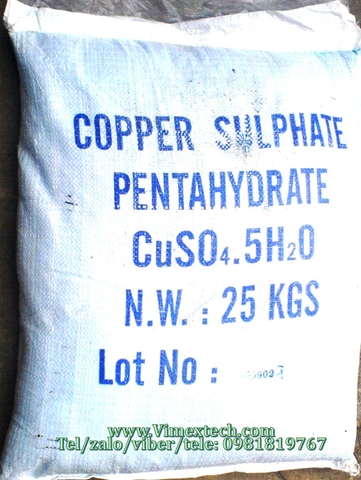 COPPER SULPHATE
PENTAHYDRATE
CuSO₄.5H₂O
N.W. : 25 KGS
Lot No :
www.Vimextech.com
Tel/zalo/viber/tele: 0981819767